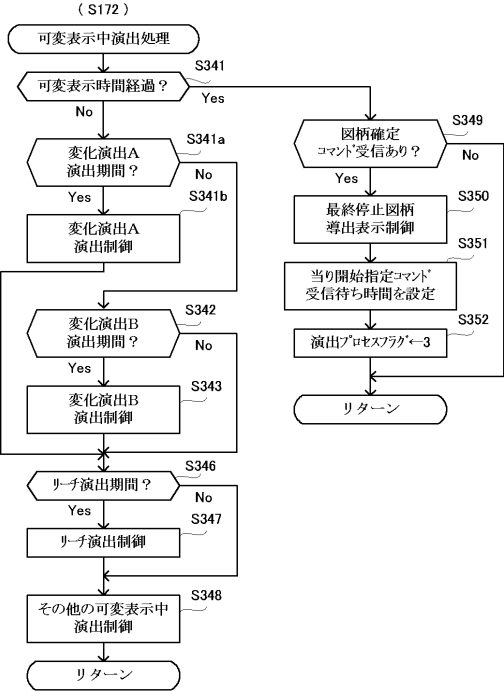 (S172)
可変表示中演出処理
S341
可変表示時間経過？
No
Yes
S341a
変化演出A
演出期間？
No
Yes
S341b
変化演出A
演出制御
S342
変化演出B
演出期間？
No
Yes
S343
変化演出B
演出制御
S346
リーチ演出期間？
No
Yes
S347
リーチ演出制御
S348
その他の可変表示中
演出制御
リターン
S349
図柄確定
コマンド受信あり？
No
Yes
S350
最終停止図柄
導出表示制御
S351
当り開始指定コマンド
受信待ち時間を設定
S352
演出プロセスフラグ←3
リターン